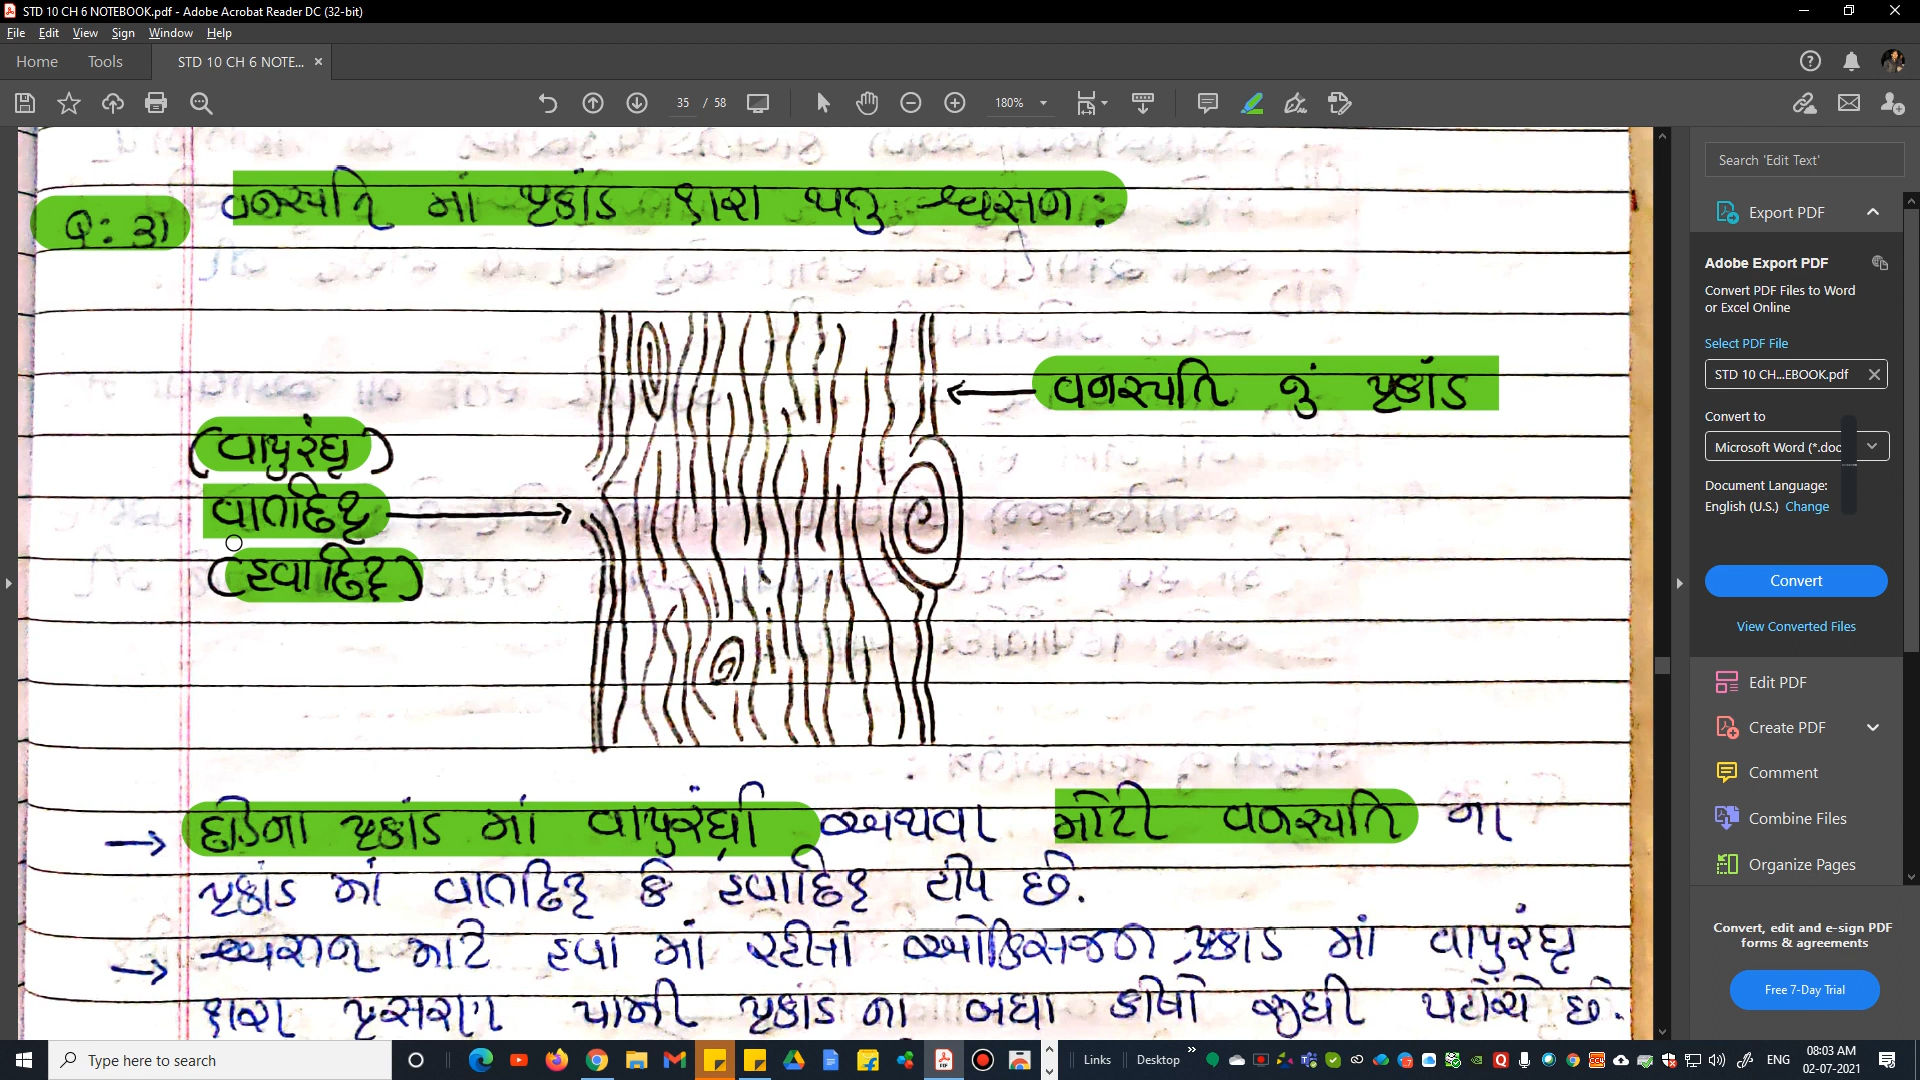 STD 10 CH 6 NOTEBOOK.pdf - Adobe Acrobat Reader DC (32-bit)
File Edit View Sign Window Help
Home Tools STD 10 CH 6 NOTE... ×
35 / 58 180%
Q: 31 વનસ્પતિ માં પ્રકાંડ દ્વારા થતુ શ્વસન :
વનસ્પતિ નું પ્રકાંડ
(વાયુરંધ્ર)
વાતછિદ્ર
(હવાછિદ્ર)
→ છોડના પ્રકાંડ માં વાયુરંધ્રો અથવા મોટી વનસ્પતિ ના
પ્રકાંડ માં વાતછિદ્ર કે હવાછિદ્ર હોય છે.
→ શ્વસન માટે હવા માં રહેલો ઓક્સિજન પ્રકાંડ માં વાયુરંધ્ર
દ્વારા પ્રસરણ પામી પ્રકાંડ ના બધા કોષો સુધી પહોંચે છે.
Search 'Edit Text'
Export PDF
Adobe Export PDF
Convert PDF Files to Word
or Excel Online
Select PDF File
STD 10 CH...EBOOK.pdf
Convert to
Microsoft Word (*.doc
Document Language:
English (U.S.) Change
Convert
View Converted Files
Edit PDF
Create PDF
Comment
Combine Files
Organize Pages
Convert, edit and e-sign PDF
forms & agreements
Free 7-Day Trial
Type here to search
Links Desktop ENG 08:03 AM
02-07-2021